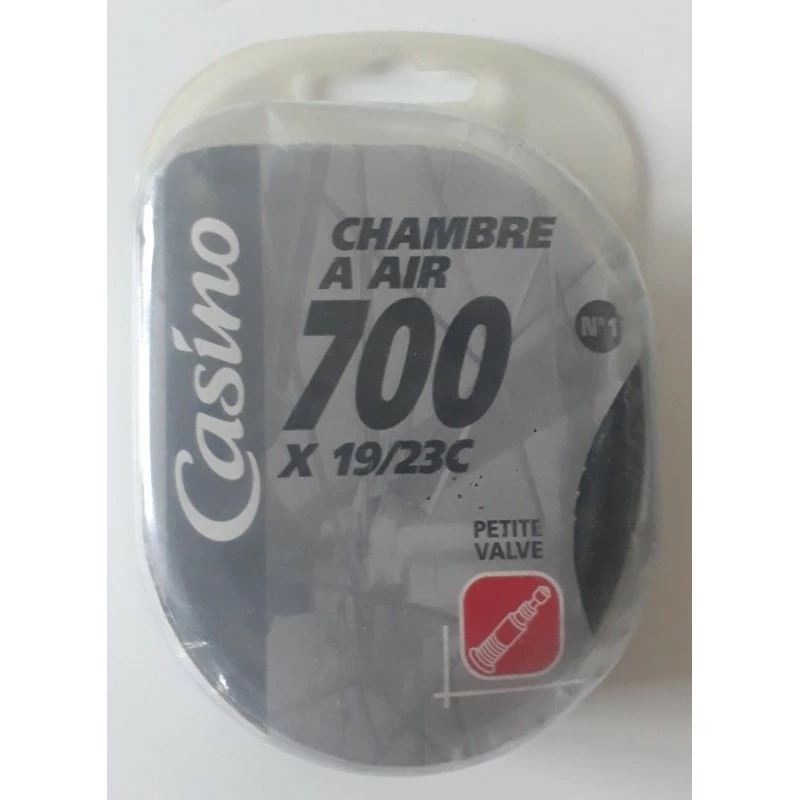 Casino
CHAMBRE
A AIR
700
X 19/23C
N°1
PETITE
VALVE